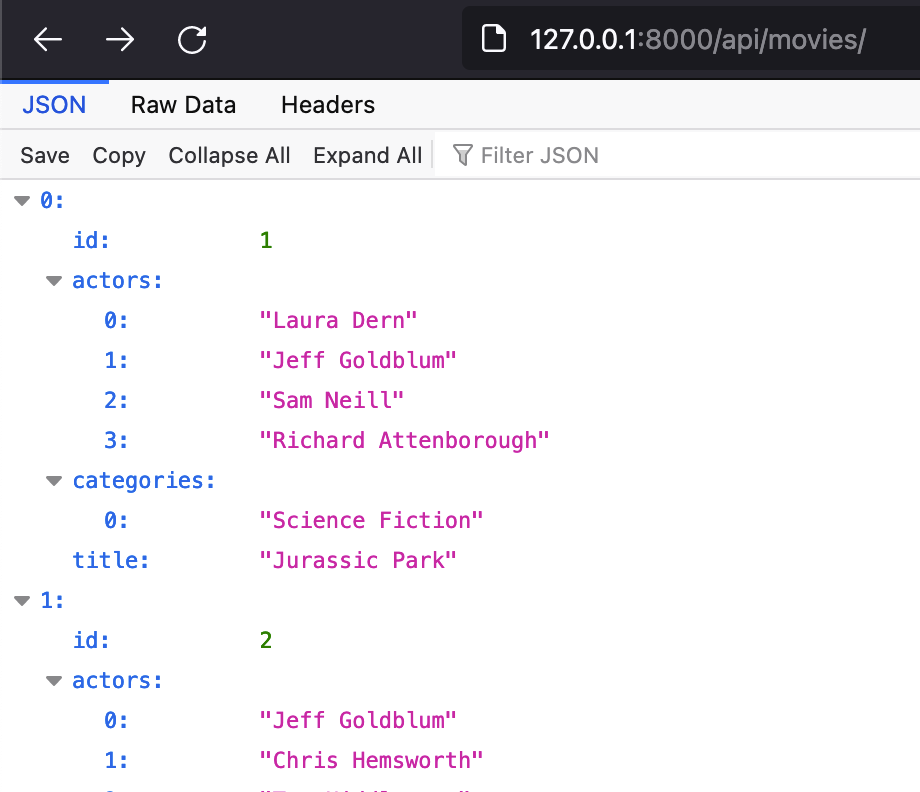 127.0.0.1:8000/api/movies/
JSON Raw Data Headers
Save Copy Collapse All Expand All Filter JSON
0:
id: 1
actors:
0: "Laura Dern"
1: "Jeff Goldblum"
2: "Sam Neill"
3: "Richard Attenborough"
categories:
0: "Science Fiction"
title: "Jurassic Park"
1:
id: 2
actors:
0: "Jeff Goldblum"
1: "Chris Hemsworth"